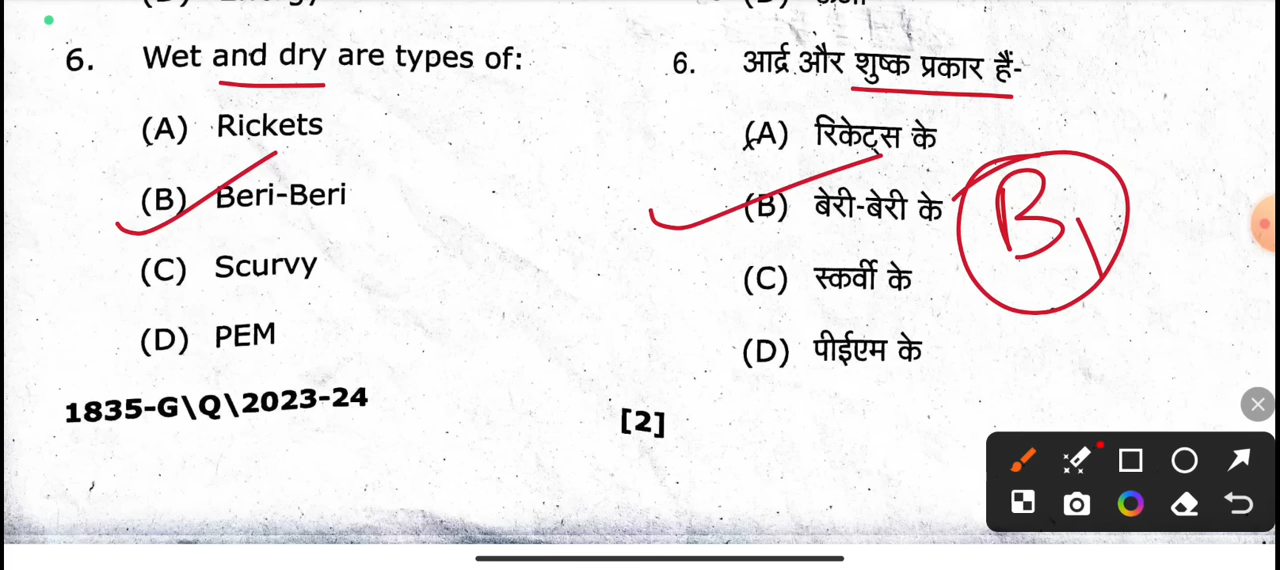 6. Wet and dry are types of:
(A) Rickets
(B) Beri-Beri
(C) Scurvy
(D) PEM
1835-G\Q\2023-24
6. आर्द्र और शुष्क प्रकार हैं-
(A) रिकेट्स के
(B) बेरी-बेरी के
(C) स्कर्वी के
(D) पीईएम के
B1
[2]